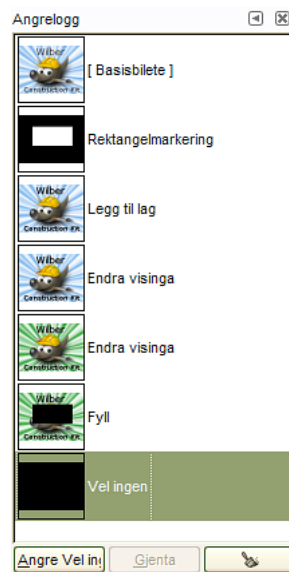 Angrelogg
Wilber
Construction Kit
[ Basisbilete ]
Rektangelmarkering
Wilber
Construction Kit
Legg til lag
Wilber
Construction Kit
Endra visinga
Wilber
Construction Kit
Endra visinga
Wilber
Construction Kit
Fyll
Vel ingen
Angre Vel in
Gjenta